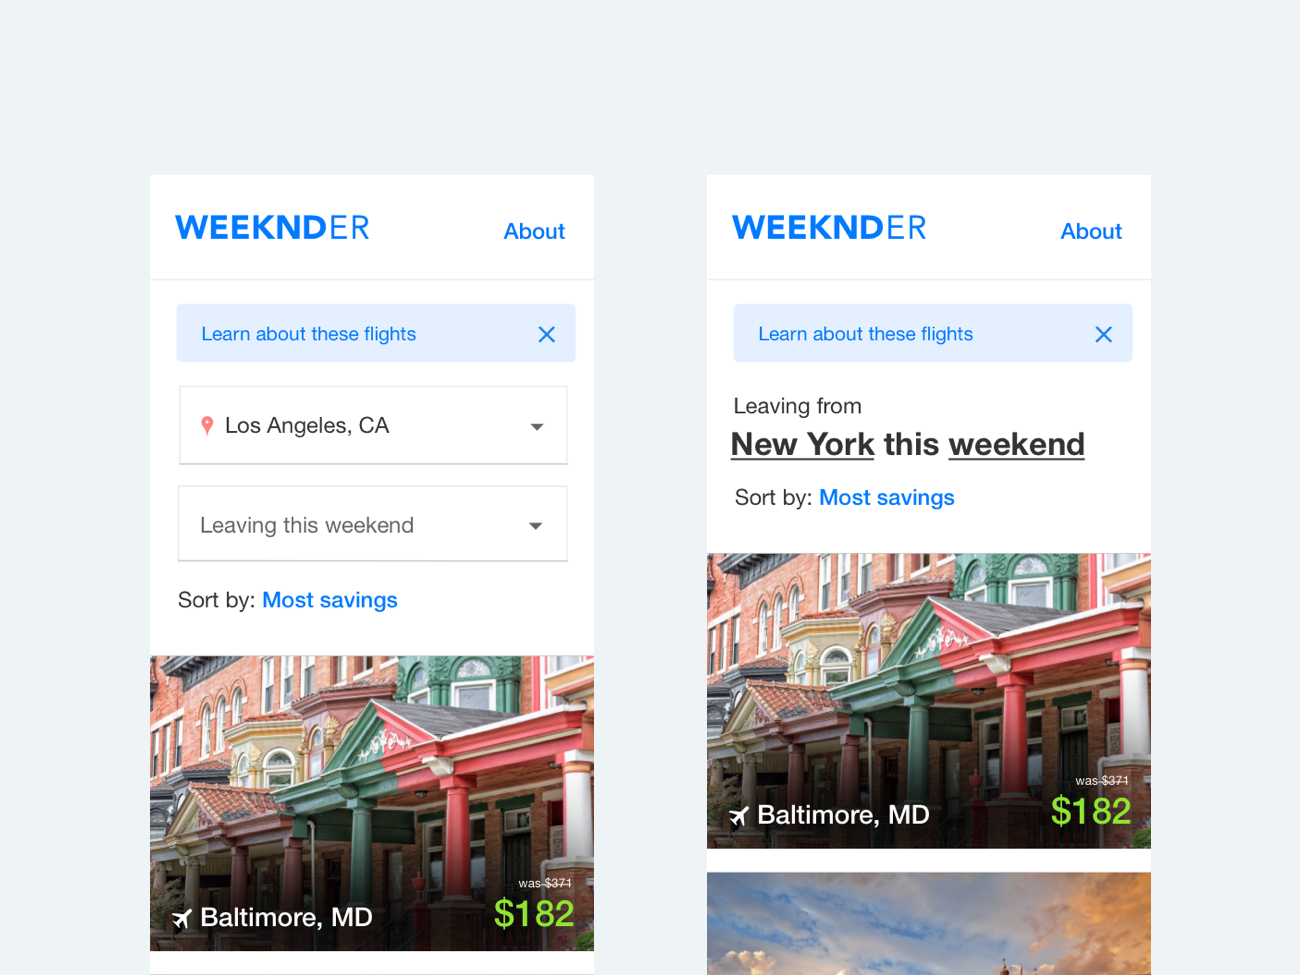 WEEKNDER About
Learn about these flights
Los Angeles, CA
Leaving this weekend
Sort by: Most savings
was $371
Baltimore, MD $182
WEEKNDER About
Learn about these flights
Leaving from
New York this weekend
Sort by: Most savings
was $371
Baltimore, MD $182